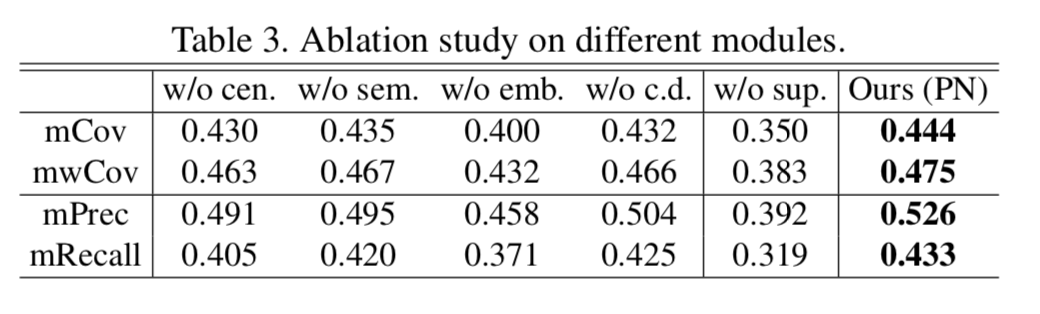 Table 3. Ablation study on different modules.
w/o cen. w/o sem. w/o emb. w/o c.d. w/o sup. Ours (PN)
mCov 0.430 0.435 0.400 0.432 0.350 0.444
mwCov 0.463 0.467 0.432 0.466 0.383 0.475
mPrec 0.491 0.495 0.458 0.504 0.392 0.526
mRecall 0.405 0.420 0.371 0.425 0.319 0.433